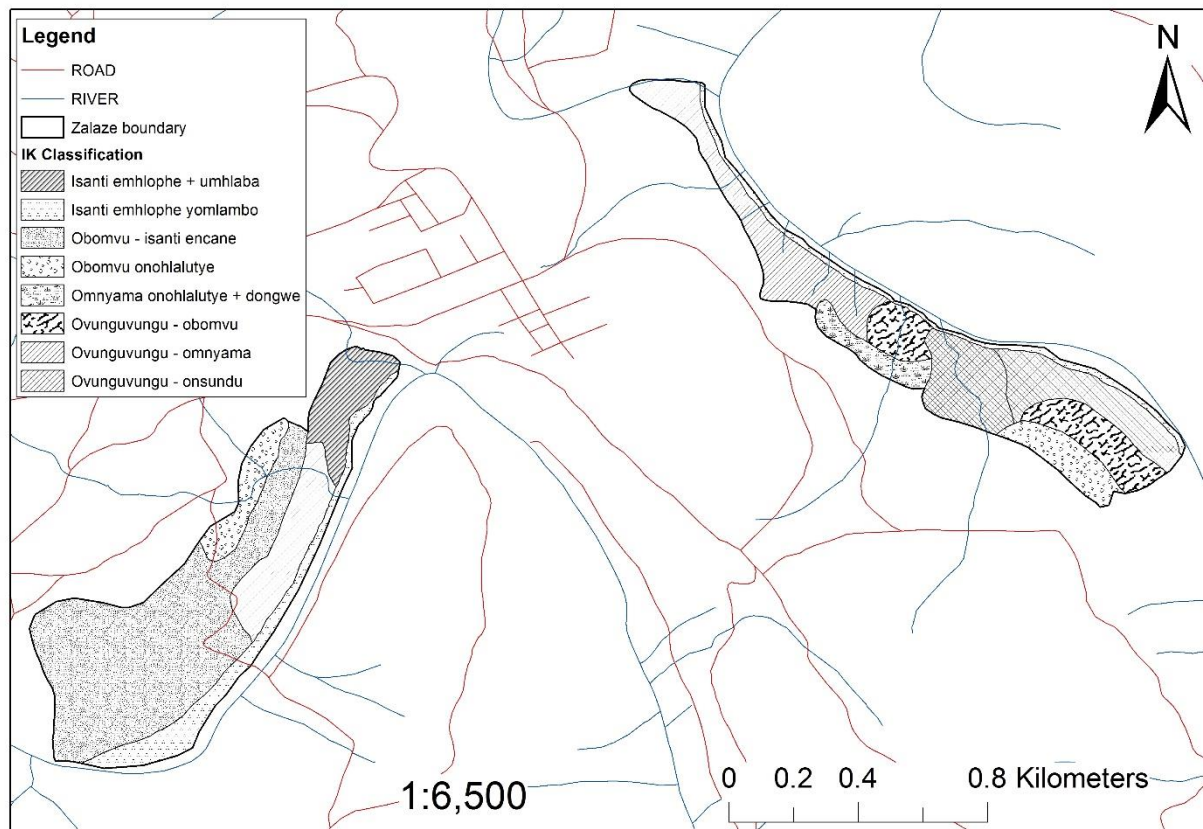 Legend
ROAD
RIVER
Zalaze boundary
IK Classification
Isanti emhlophe + umhlaba
Isanti emhlophe yomlambo
Obomvu - isanti encane
Obomvu onohlalutye
Omnyama onohlalutye + dongwe
Ovunguvungu - obomvu
Ovunguvungu - omnyama
Ovunguvungu - onsundu
N
1:6,500
0 0.2 0.4 0.8 Kilometers